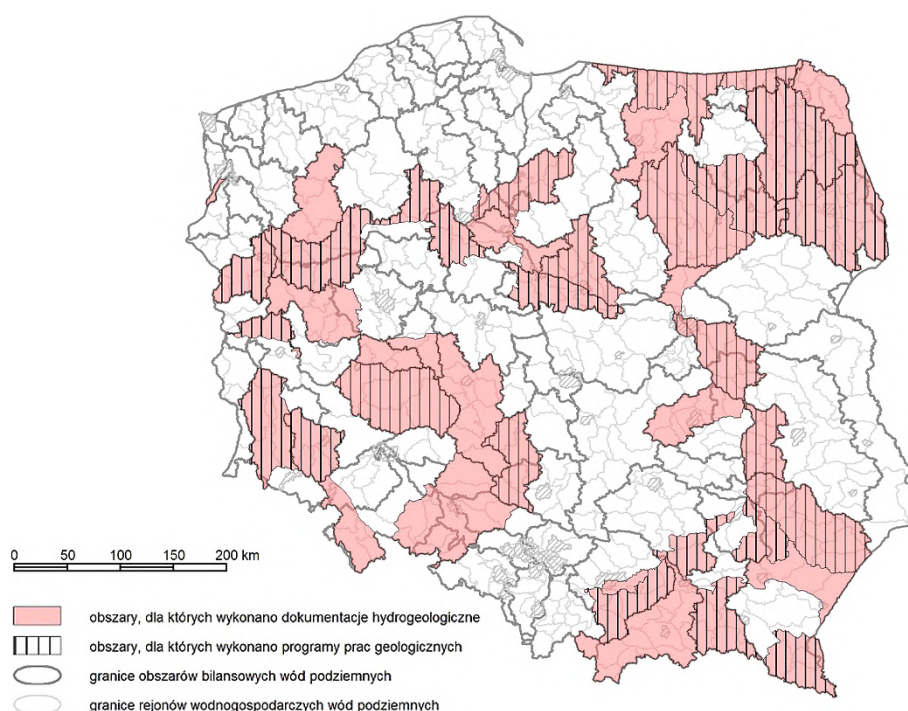 0 50 100 150 200 km
obszary, dla których wykonano dokumentacje hydrogeologiczne
obszary, dla których wykonano programy prac geologicznych
granice obszarów bilansowych wód podziemnych
granice rejonów wodnogospodarczych wód podziemnych